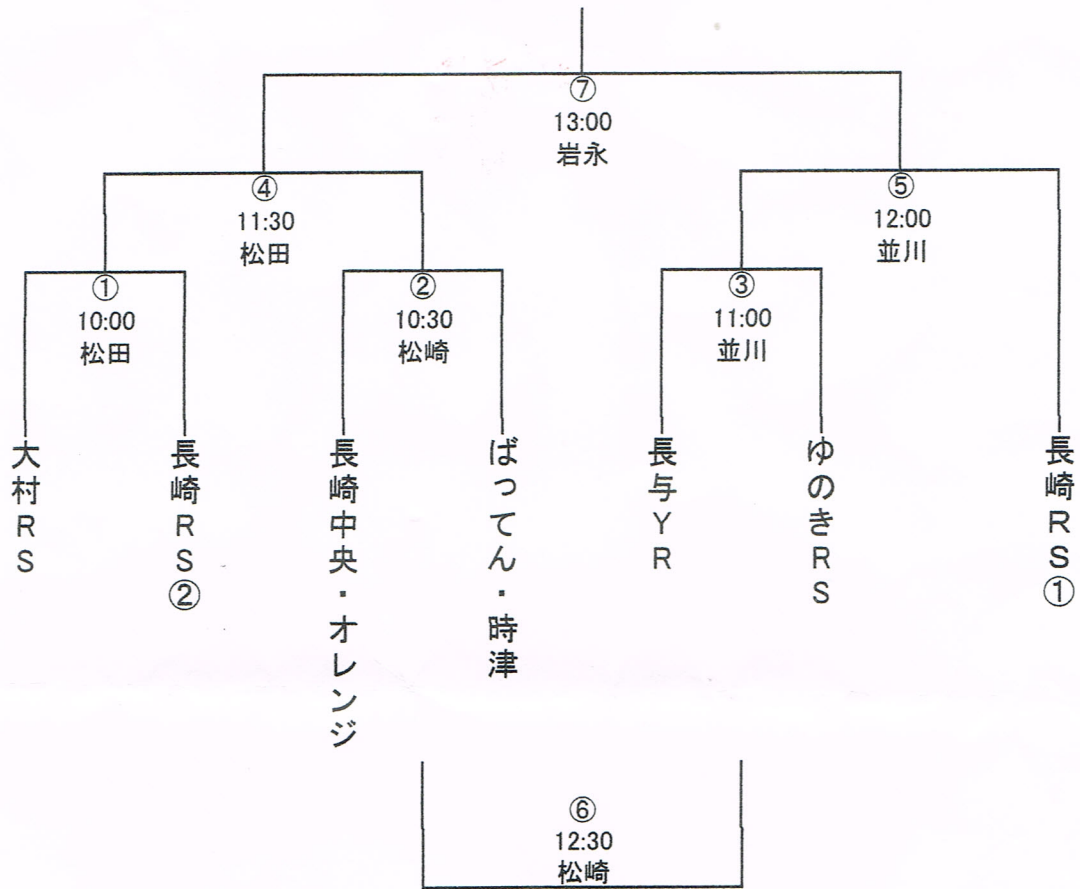 ⑦
13:00
岩永
④
11:30
松田
⑤
12:00
並川
①
10:00
松田
②
10:30
松崎
③
11:00
並川
大村RS
長崎RS②
長崎中央・オレンジ
ばってん・時津
長与YR
ゆのきRS
長崎RS①
⑥
12:30
松崎